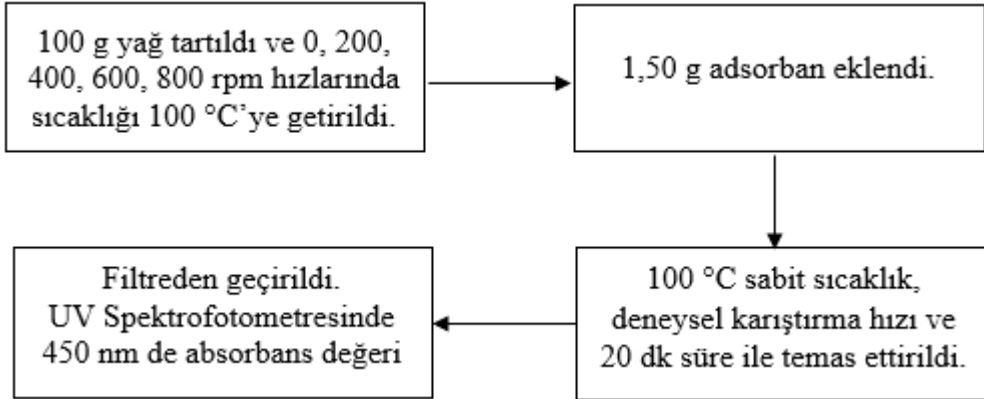 100 g yağ tartıldı ve 0, 200,
400, 600, 800 rpm hızlarında
sıcaklığı 100 °C'ye getirildi.
1,50 g adsorban eklendi.
100 °C sabit sıcaklık,
deneysel karıştırma hızı ve
20 dk süre ile temas ettirildi.
Filtreden geçirildi.
UV Spektrofotometresinde
450 nm de absorbans değeri